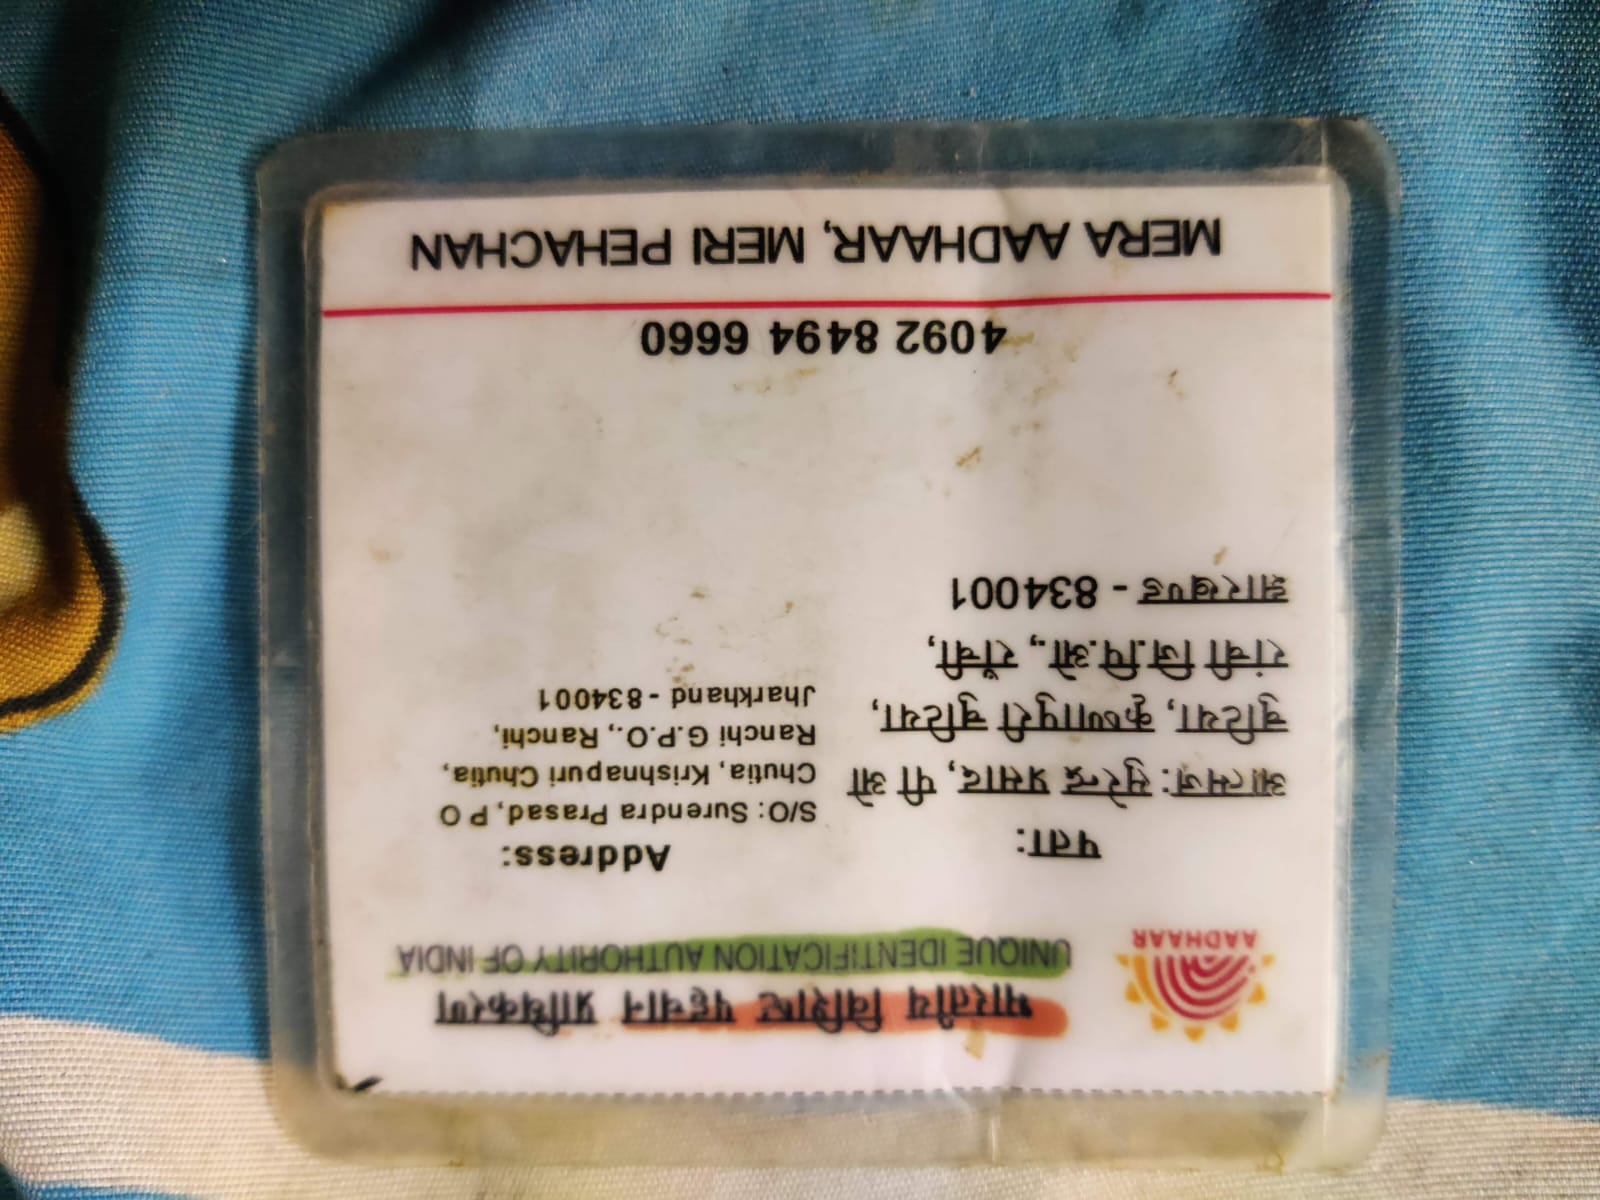 भारतीय विशिष्ट पहचान प्राधिकरण
UNIQUE IDENTIFICATION AUTHORITY OF INDIA
AADHAAR
पता:
आत्मज: सुरेन्द्र प्रसाद, पी ओ
चुटिया, कृष्णापुरी चुटिया,
रांची जि.पि.ओ., राँची,
झारखण्ड - 834001
Address:
S/O: Surendra Prasad, P O
Chutia, Krishnapuri Chutia,
Ranchi G.P.O., Ranchi,
Jharkhand - 834001
4092 8494 6660
MERA AADHAAR, MERI PEHACHAN